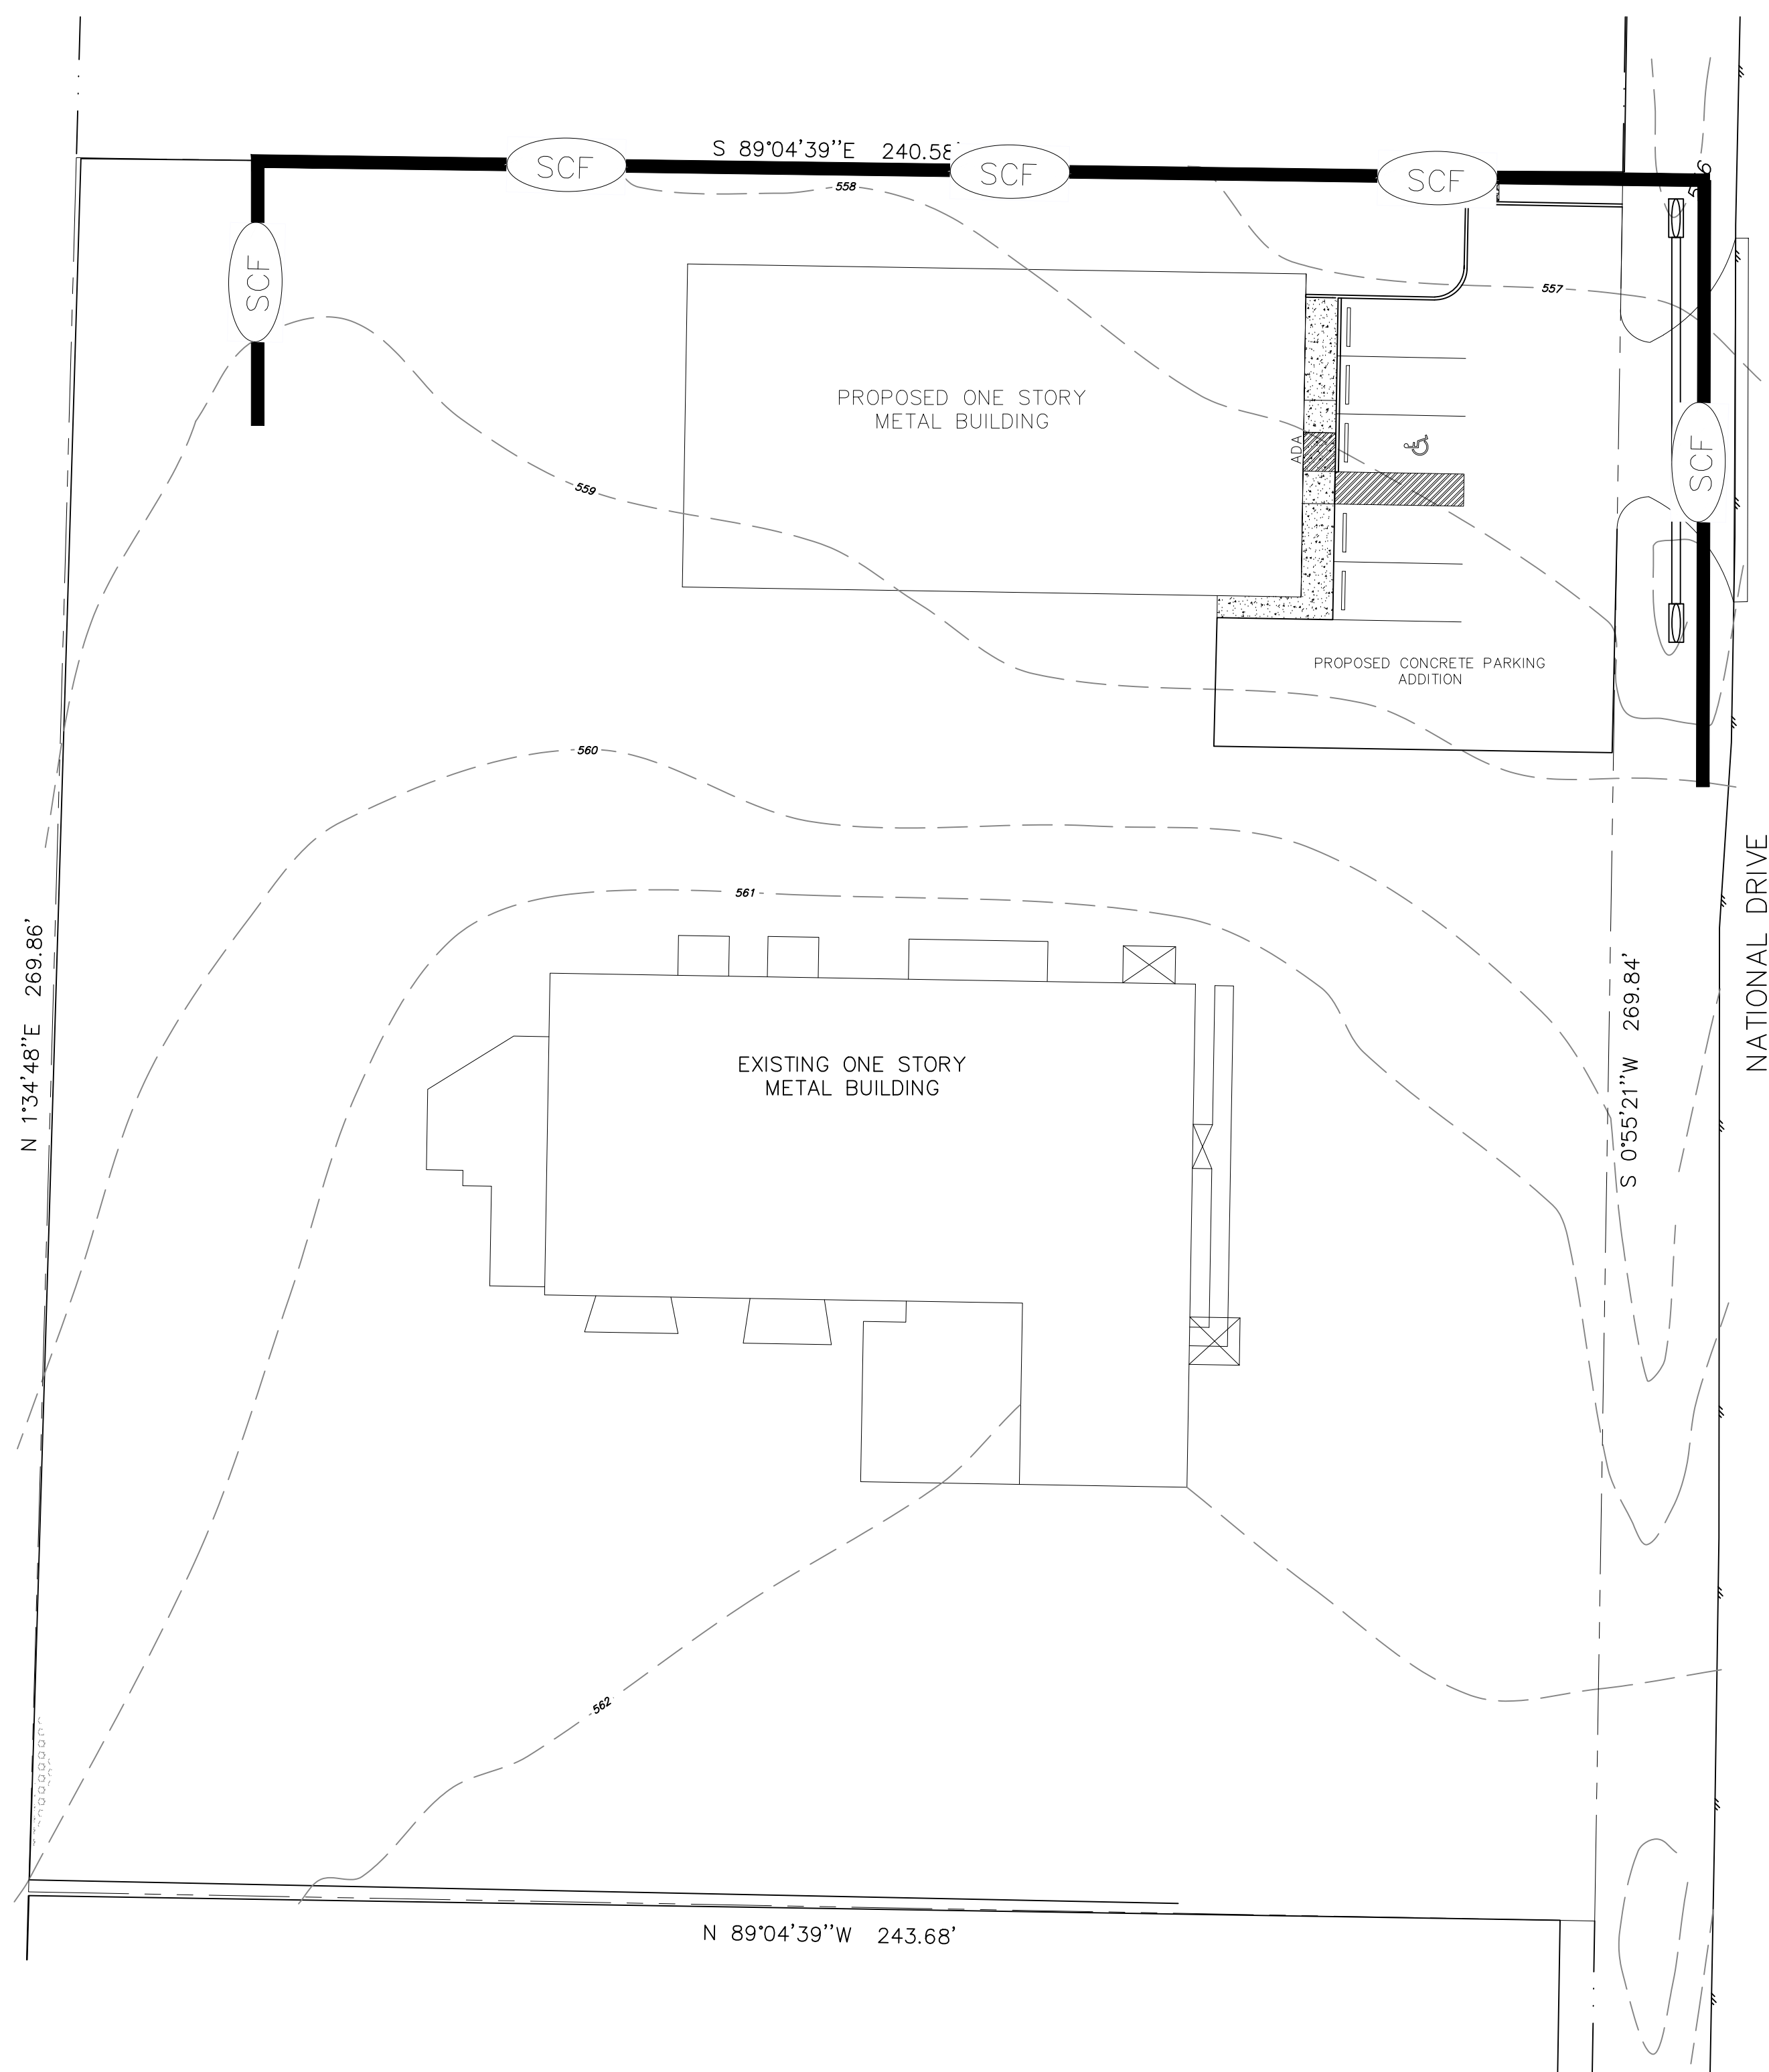 S 89°04'39"E 240.58'
SCF
SCF
SCF
558
SCF
557
PROPOSED ONE STORY
METAL BUILDING
ADA
SCF
559
PROPOSED CONCRETE PARKING
ADDITION
560
561
NATIONAL DRIVE
N 1°34'48"E 269.86'
S 0°55'21"W 269.84'
EXISTING ONE STORY
METAL BUILDING
562
N 89°04'39"W 243.68'